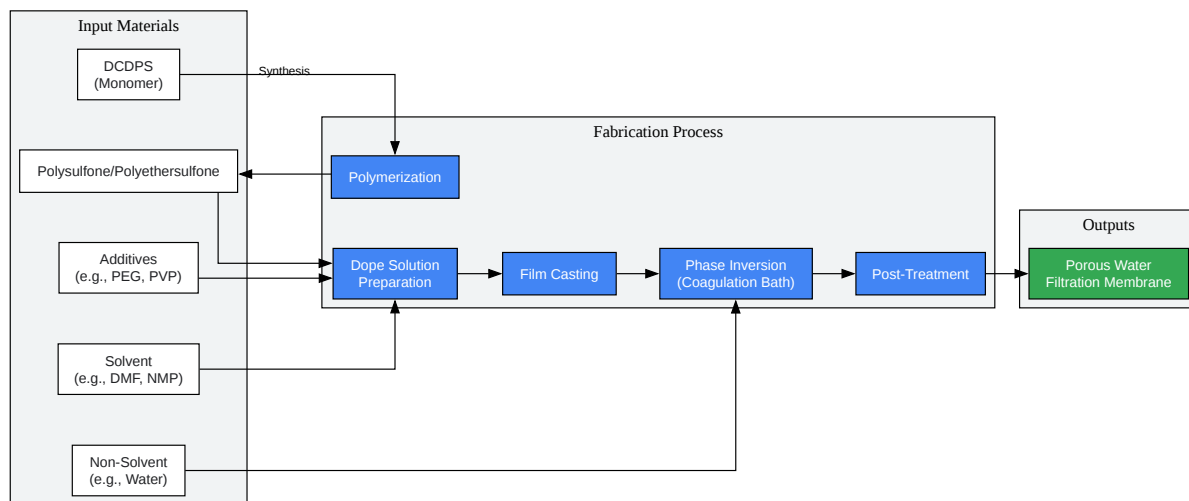 Input Materials
DCDPS
(Monomer)
Synthesis
Fabrication Process
Polysulfone/Polyethersulfone
Polymerization
Outputs
Additives
(e.g., PEG, PVP)
Dope Solution
Preparation
Film Casting
Phase Inversion
(Coagulation Bath)
Post-Treatment
Porous Water
Filtration Membrane
Solvent
(e.g., DMF, NMP)
Non-Solvent
(e.g., Water)